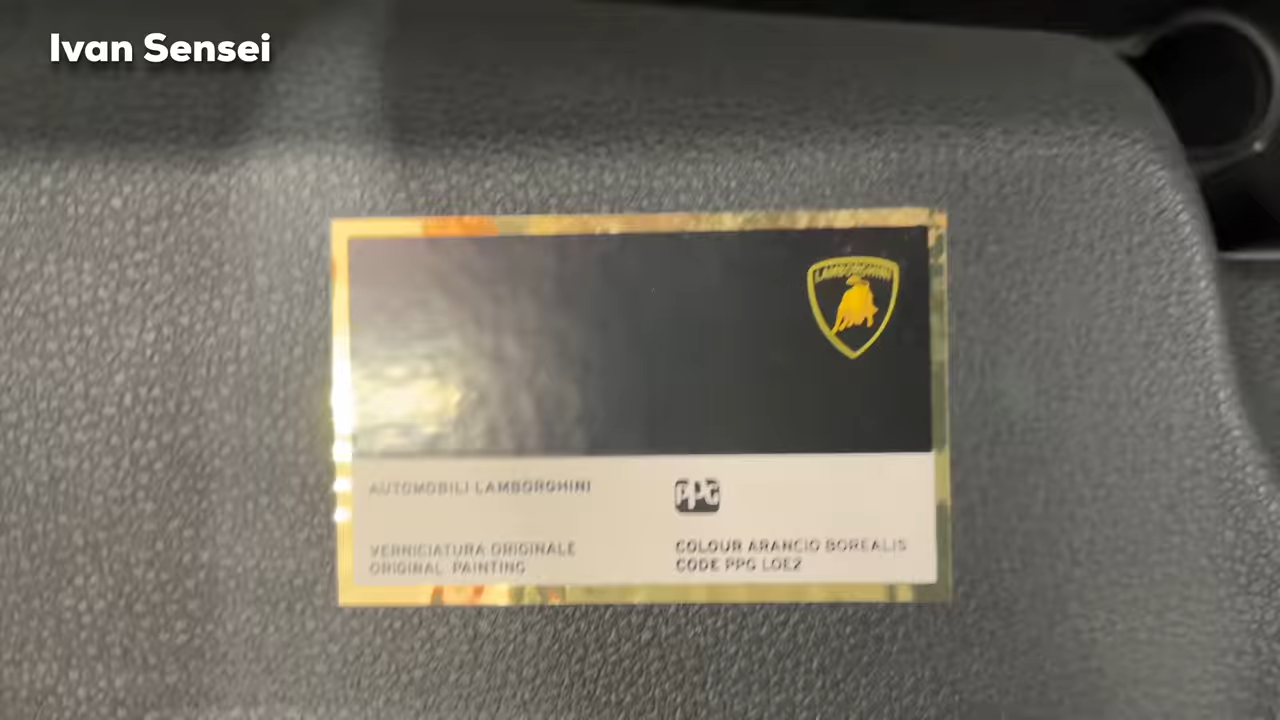 Ivan Sensei
LAMBORGHINI
AUTOMOBILI LAMBORGHINI
PPG
VERNICIATURA ORIGINALE
ORIGINAL PAINTING
COLOUR ARANCIO BOREALIS
CODE PPG LOE2